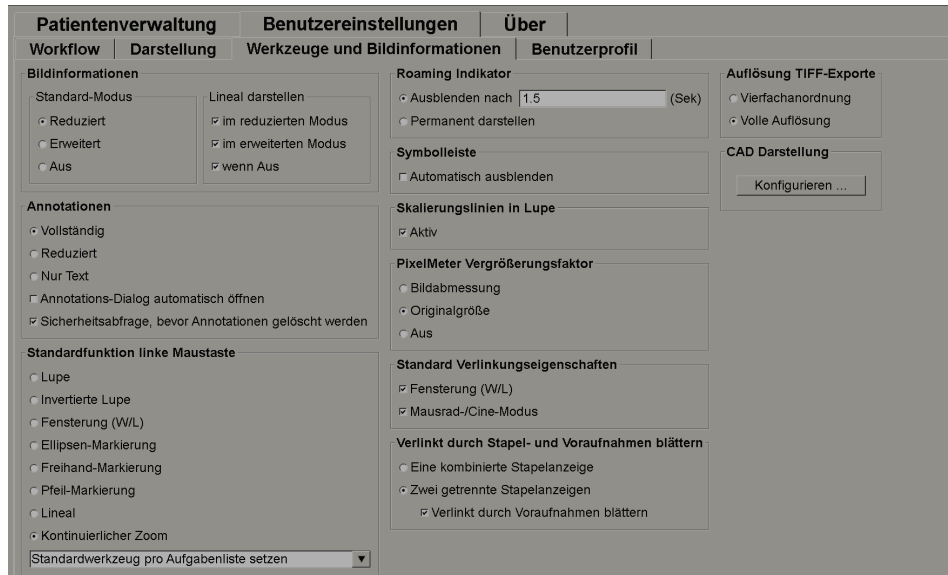 Patientenverwaltung
Benutzereinstellungen
Über
Workflow
Darstellung
Werkzeuge und Bildinformationen
Benutzerprofil
Bildinformationen
Standard-Modus
Reduziert
Erweitert
Aus
Lineal darstellen
im reduzierten Modus
im erweiterten Modus
wenn Aus
Annotationen
Vollständig
Reduziert
Nur Text
Annotations-Dialog automatisch öffnen
Sicherheitsabfrage, bevor Annotationen gelöscht werden
Standardfunktion linke Maustaste
Lupe
Invertierte Lupe
Fensterung (W/L)
Ellipsen-Markierung
Freihand-Markierung
Pfeil-Markierung
Lineal
Kontinuierlicher Zoom
Standardwerkzeug pro Aufgabenliste setzen
Roaming Indikator
Ausblenden nach 1.5 (Sek)
Permanent darstellen
Symbolleiste
Automatisch ausblenden
Skalierungslinien in Lupe
Aktiv
PixelMeter Vergrößerungsfaktor
Bildabmessung
Originalgröße
Aus
Standard Verlinkungseigenschaften
Fensterung (W/L)
Mausrad-/Cine-Modus
Verlinkt durch Stapel- und Voraufnahmen blättern
Eine kombinierte Stapelanzeige
Zwei getrennte Stapelanzeigen
Verlinkt durch Voraufnahmen blättern
Auflösung TIFF-Exporte
Vierfachanordnung
Volle Auflösung
CAD Darstellung
Konfigurieren ...